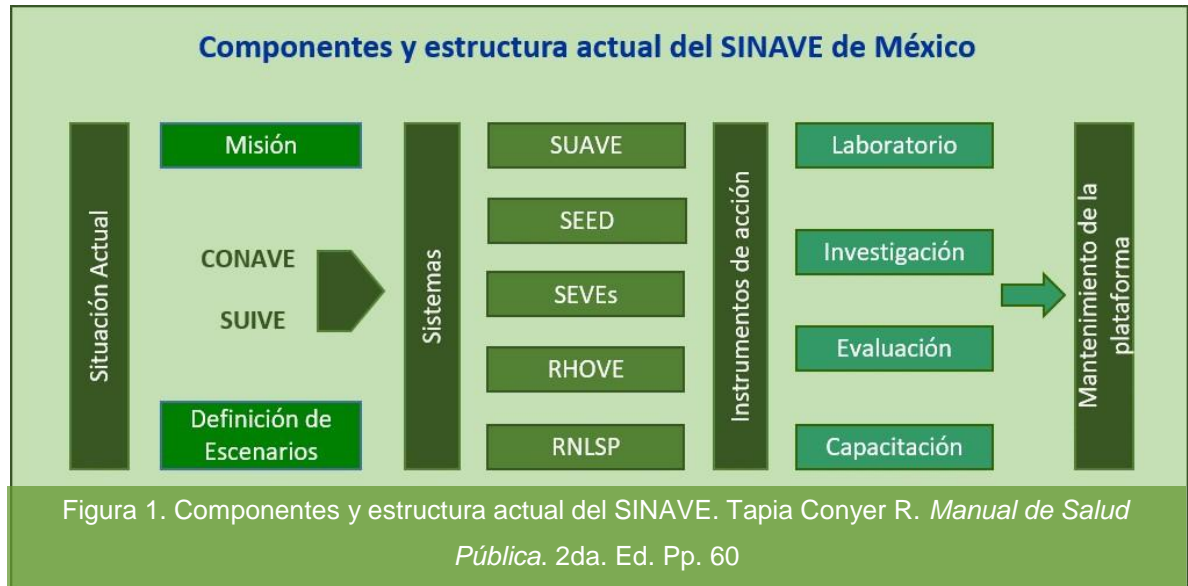 Componentes y estructura actual del SINAVE de México
Situación Actual
Misión
CONAVE
SUIVE
Definición de
Escenarios
Sistemas
SUAVE
SEED
SEVEs
RHOVE
RNLSP
Instrumentos de acción
Laboratorio
Investigación
Evaluación
Capacitación
Mantenimiento de la
plataforma
Figura 1. Componentes y estructura actual del SINAVE. Tapia Conyer R. Manual de Salud
Pública. 2da. Ed. Pp. 60